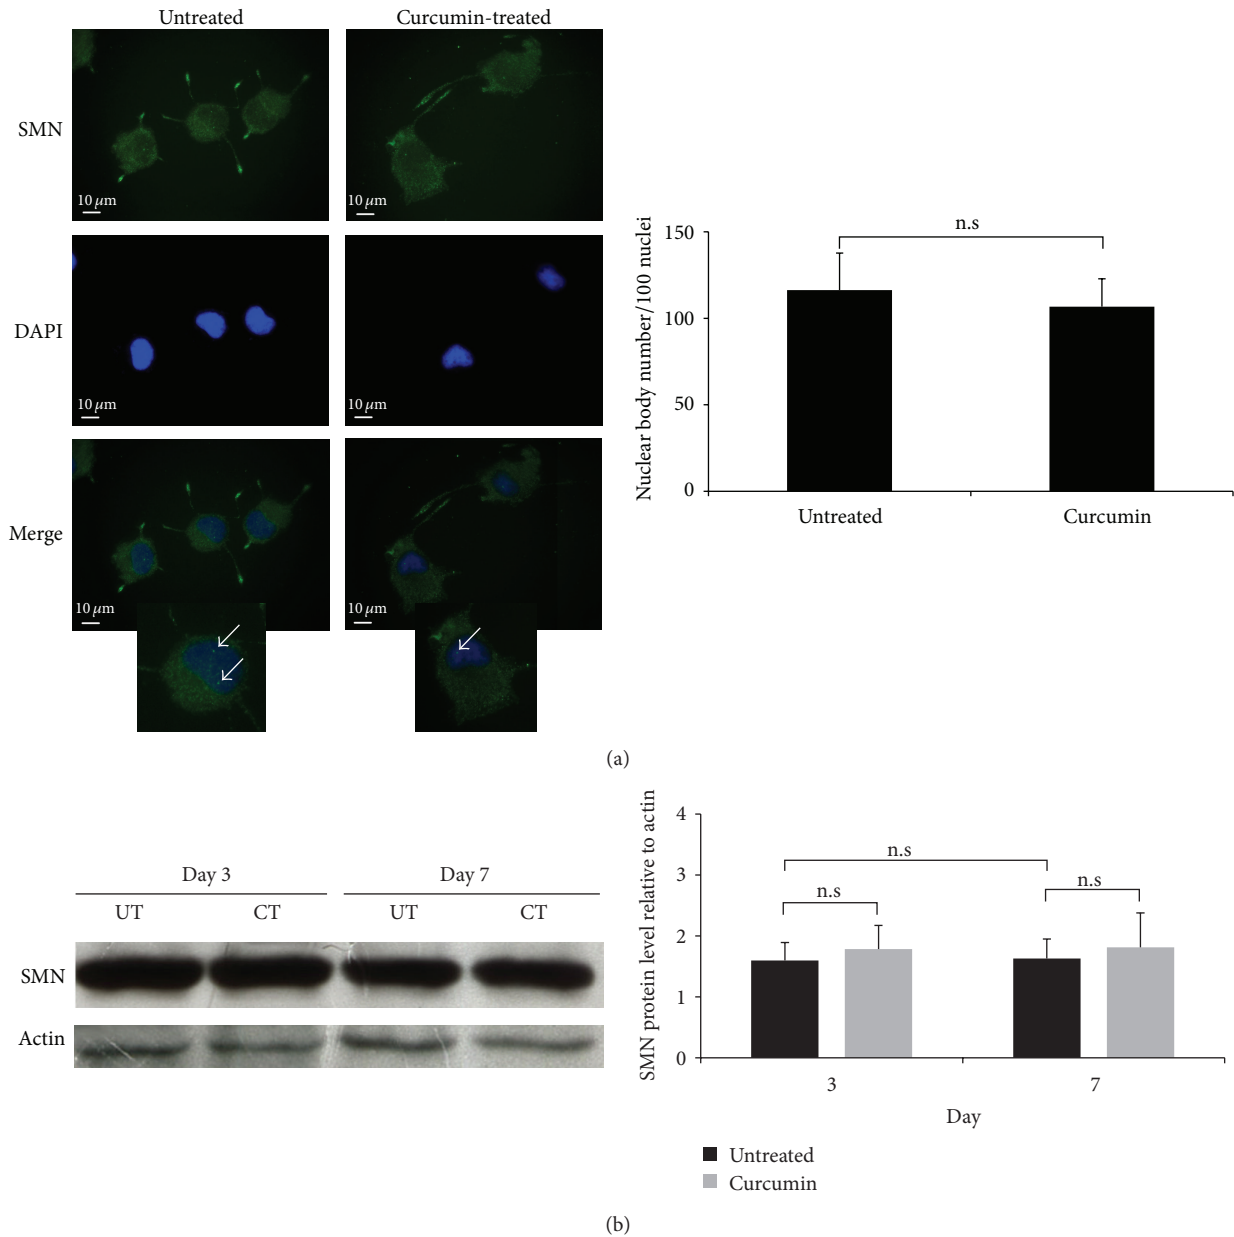 Untreated
Curcumin-treated
SMN
10 μm
10 μm
DAPI
10 μm
10 μm
Merge
10 μm
10 μm
Nuclear body number/100 nuclei
150
100
50
0
n.s
Untreated
Curcumin
(a)
Day 3
Day 7
UT
CT
UT
CT
SMN
Actin
SMN protein level relative to actin
4
3
2
1
0
n.s
n.s
n.s
3
7
Day
Untreated
Curcumin
(b)